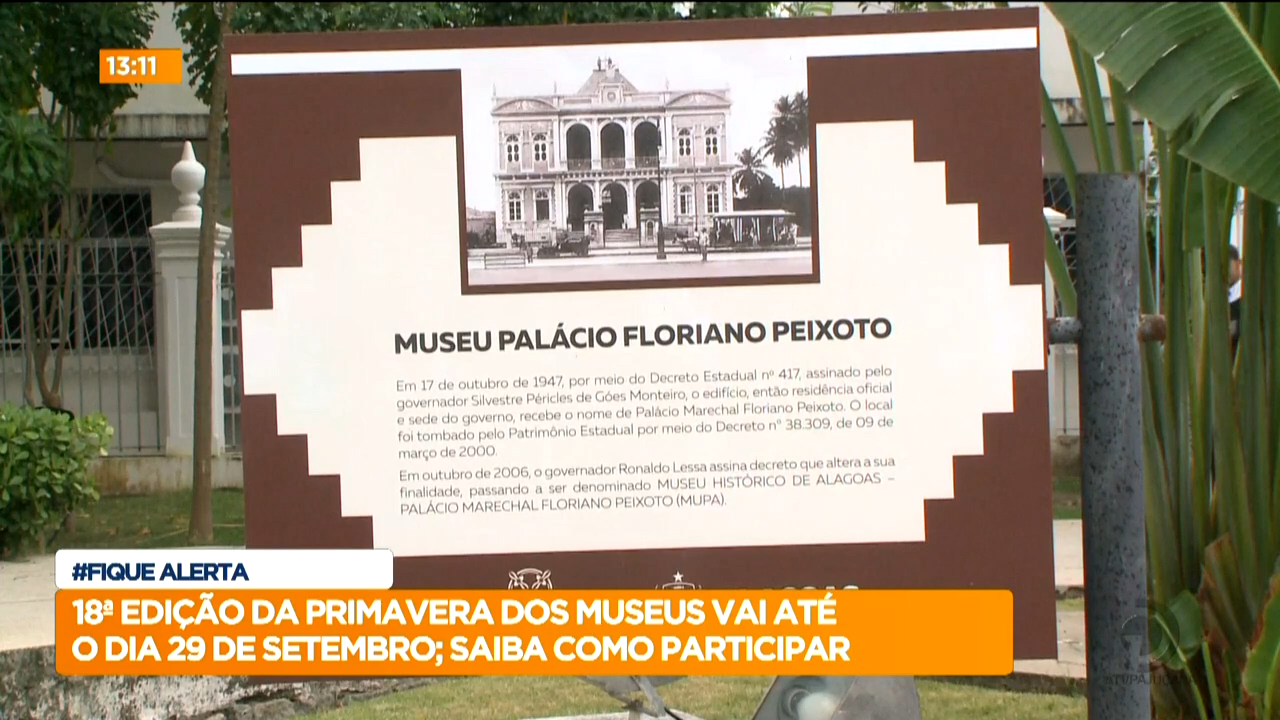 13:11
MUSEU PALÁCIO FLORIANO PEIXOTO
Em 17 de outubro de 1947, por meio do Decreto Estadual nº 417, assinado pelo
governador Silvestre Péricles de Góes Monteiro, o edifício, então residência oficial
e sede do governo, recebe o nome de Palácio Marechal Floriano Peixoto. O local
foi tombado pelo Patrimônio Estadual por meio do Decreto nº 38.309, de 09 de
março de 2000.
Em outubro de 2006, o governador Ronaldo Lessa assina decreto que altera a sua
finalidade, passando a ser denominado MUSEU HISTÓRICO DE ALAGOAS –
PALÁCIO MARECHAL FLORIANO PEIXOTO (MUPA).
#FIQUE ALERTA
18ª EDIÇÃO DA PRIMAVERA DOS MUSEUS VAI ATÉ
O DIA 29 DE SETEMBRO; SAIBA COMO PARTICIPAR